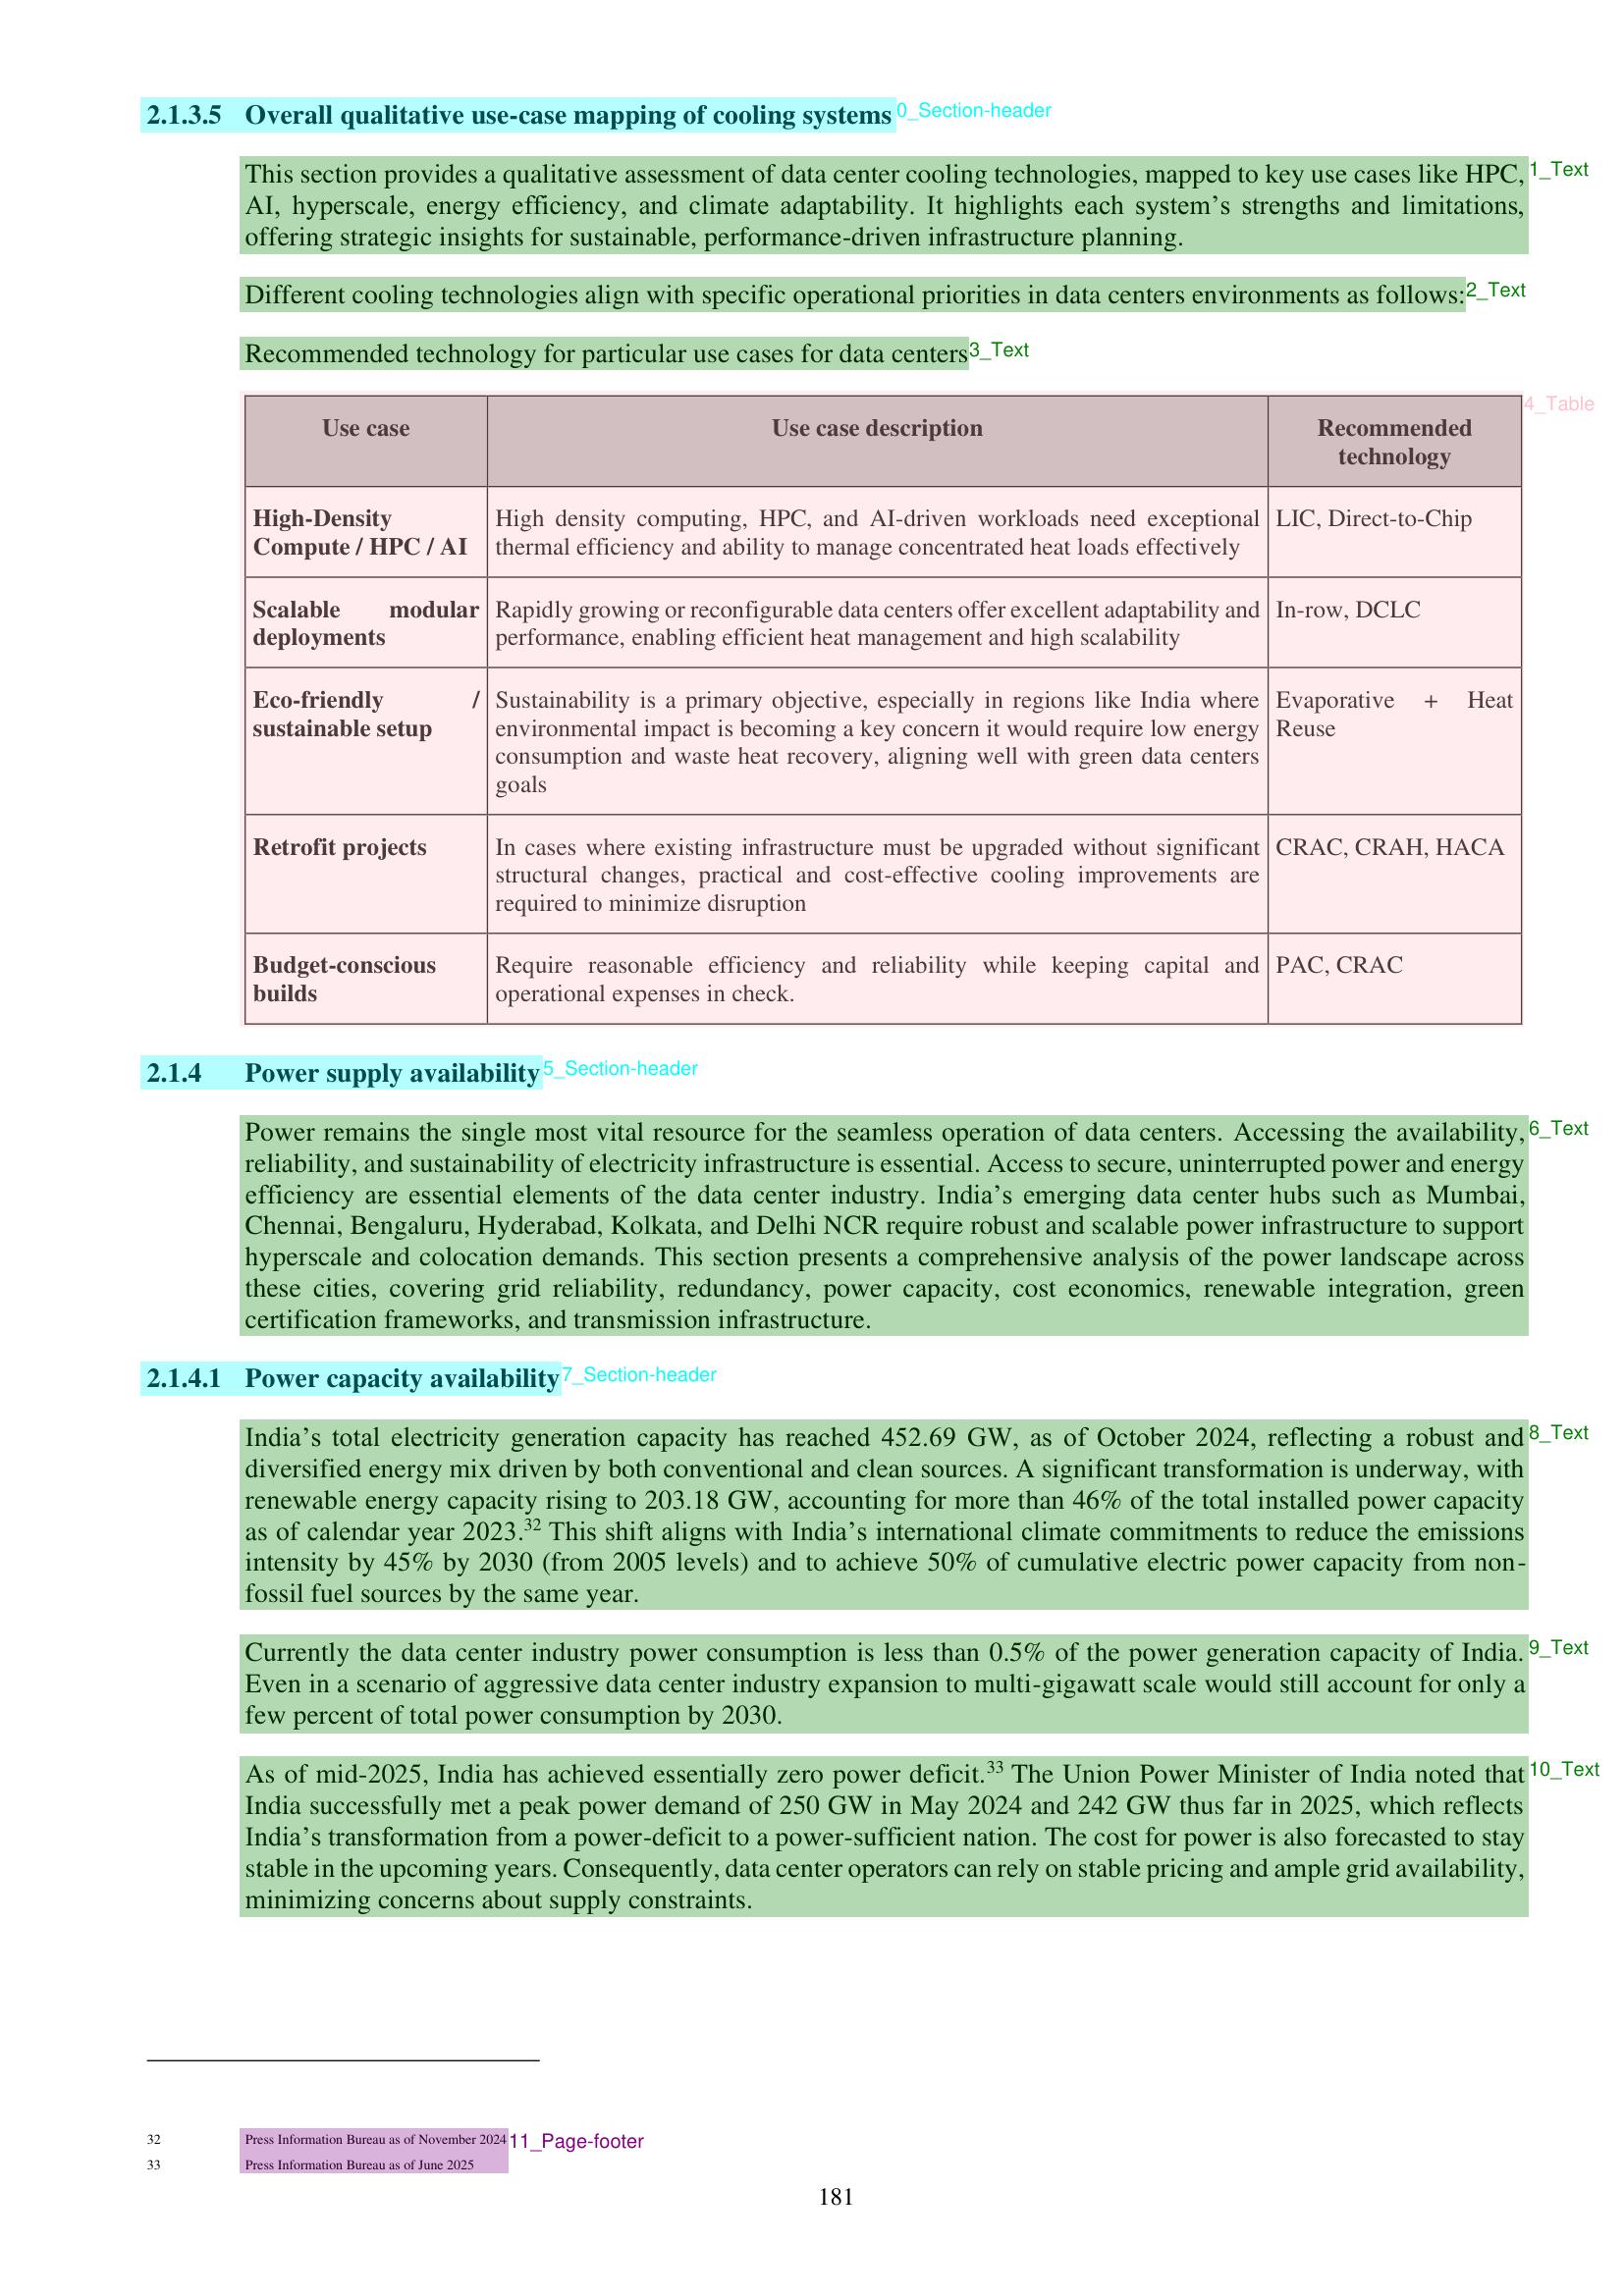 2.1.3.5 Overall qualitative use-case mapping of cooling systems 0_Section-header
This section provides a qualitative assessment of data center cooling technologies, mapped to key use cases like HPC, 1_Text
AI, hyperscale, energy efficiency, and climate adaptability. It highlights each system's strengths and limitations,
offering strategic insights for sustainable, performance-driven infrastructure planning.
Different cooling technologies align with specific operational priorities in data centers environments as follows: 2_Text
Recommended technology for particular use cases for data centers 3_Text
4_Table
Use case Use case description Recommended
technology
High-Density
Compute / HPC / AI
High density computing, HPC, and AI-driven workloads need exceptional
thermal efficiency and ability to manage concentrated heat loads effectively
LIC, Direct-to-Chip
Scalable modular
deployments
Rapidly growing or reconfigurable data centers offer excellent adaptability and
performance, enabling efficient heat management and high scalability
In-row, DCLC
Eco-friendly /
sustainable setup
Sustainability is a primary objective, especially in regions like India where
environmental impact is becoming a key concern it would require low energy
consumption and waste heat recovery, aligning well with green data centers
goals
Evaporative + Heat
Reuse
Retrofit projects
In cases where existing infrastructure must be upgraded without significant
structural changes, practical and cost-effective cooling improvements are
required to minimize disruption
CRAC, CRAH, HACA
Budget-conscious
builds
Require reasonable efficiency and reliability while keeping capital and
operational expenses in check.
PAC, CRAC
2.1.4 Power supply availability 5_Section-header
Power remains the single most vital resource for the seamless operation of data centers. Accessing the availability, 6_Text
reliability, and sustainability of electricity infrastructure is essential. Access to secure, uninterrupted power and energy
efficiency are essential elements of the data center industry. India's emerging data center hubs such as Mumbai,
Chennai, Bengaluru, Hyderabad, Kolkata, and Delhi NCR require robust and scalable power infrastructure to support
hyperscale and colocation demands. This section presents a comprehensive analysis of the power landscape across
these cities, covering grid reliability, redundancy, power capacity, cost economics, renewable integration, green
certification frameworks, and transmission infrastructure.
2.1.4.1 Power capacity availability 7_Section-header
India's total electricity generation capacity has reached 452.69 GW, as of October 2024, reflecting a robust and 8_Text
diversified energy mix driven by both conventional and clean sources. A significant transformation is underway, with
renewable energy capacity rising to 203.18 GW, accounting for more than 46% of the total installed power capacity
as of calendar year 2023.32 This shift aligns with India's international climate commitments to reduce the emissions
intensity by 45% by 2030 (from 2005 levels) and to achieve 50% of cumulative electric power capacity from non-
fossil fuel sources by the same year.
Currently the data center industry power consumption is less than 0.5% of the power generation capacity of India. 9_Text
Even in a scenario of aggressive data center industry expansion to multi-gigawatt scale would still account for only a
few percent of total power consumption by 2030.
As of mid-2025, India has achieved essentially zero power deficit.33 The Union Power Minister of India noted that 10_Text
India successfully met a peak power demand of 250 GW in May 2024 and 242 GW thus far in 2025, which reflects
India's transformation from a power-deficit to a power-sufficient nation. The cost for power is also forecasted to stay
stable in the upcoming years. Consequently, data center operators can rely on stable pricing and ample grid availability,
minimizing concerns about supply constraints.
32 Press Information Bureau as of November 2024 11_Page-footer
33 Press Information Bureau as of June 2025
181